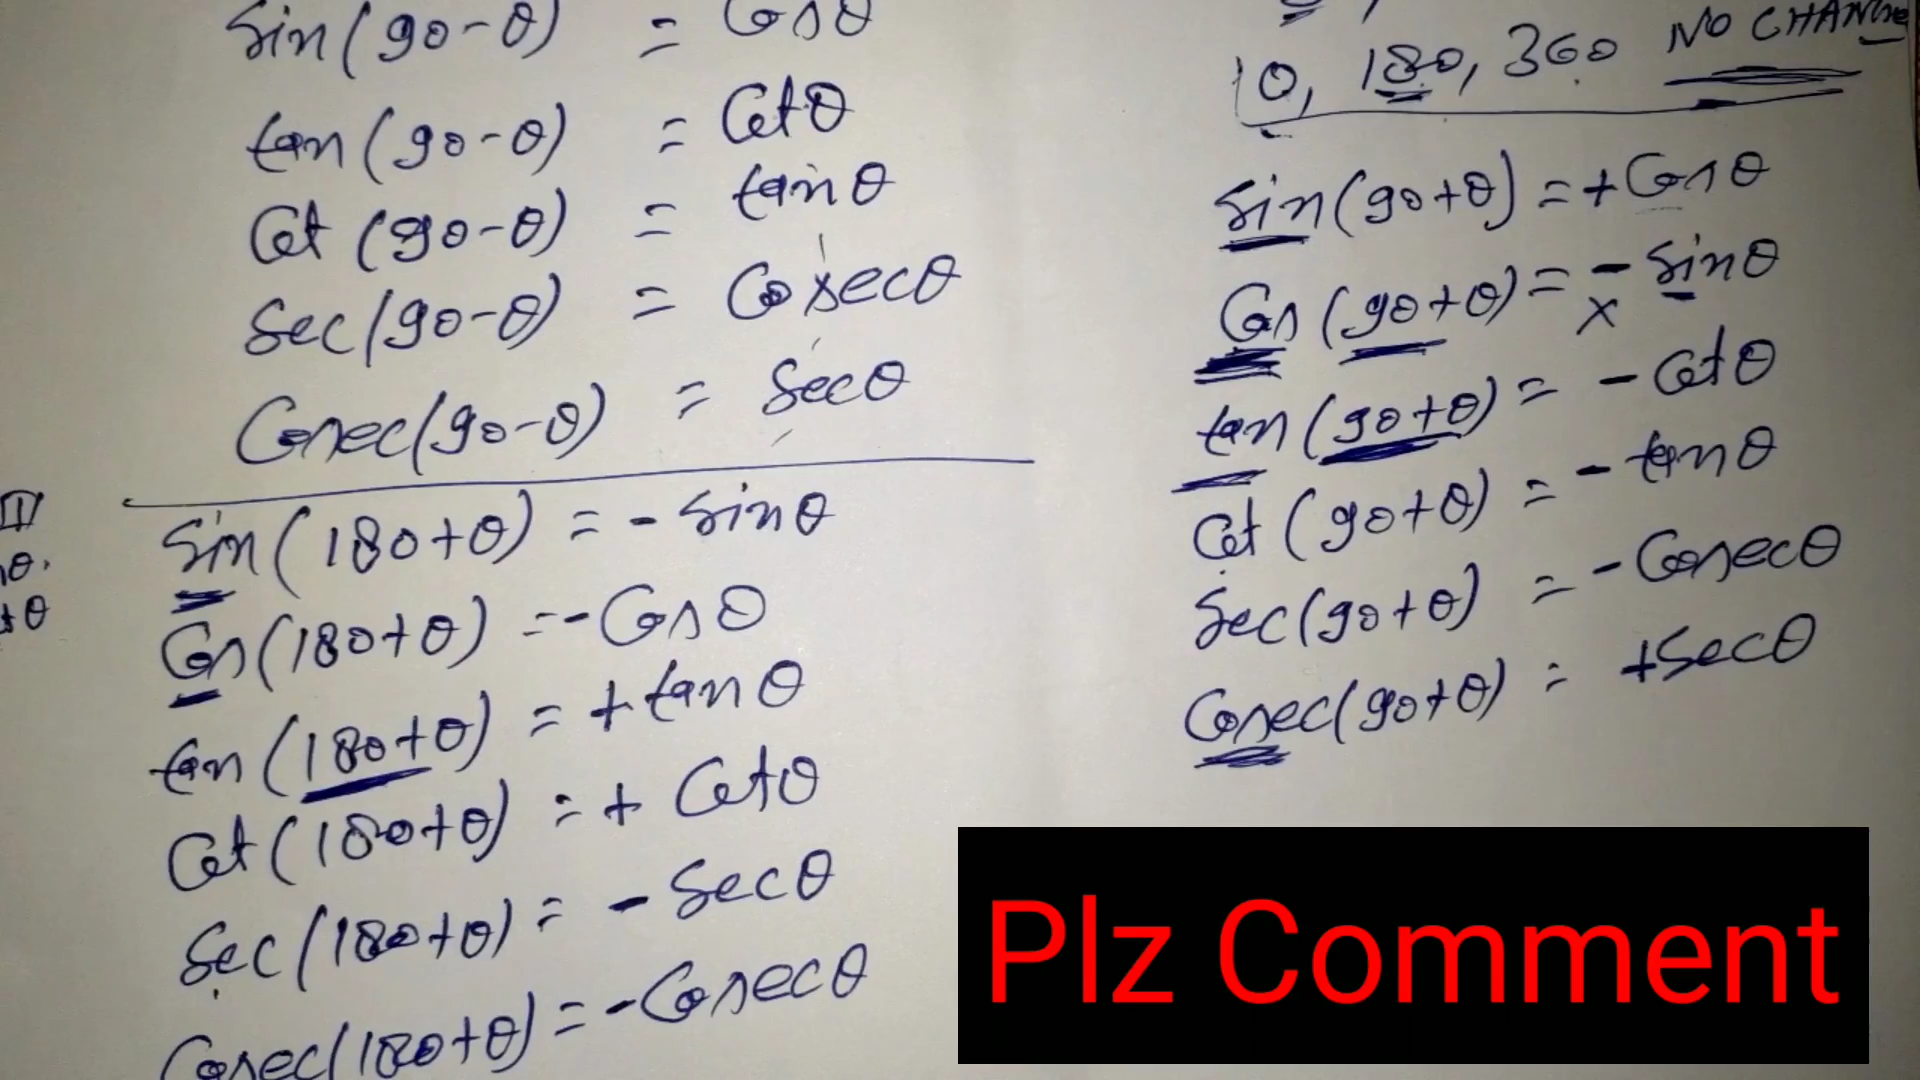 Sin(90-θ) = Cosθ
tan(90-θ) = Cotθ
Cot(90-θ) = tanθ
Sec(90-θ) = Cosecθ
Cosec(90-θ) = Secθ
Sin(180+θ) = - Sinθ
Cos(180+θ) = - Cosθ
tan(180+θ) = + tanθ
Cot(180+θ) = + Cotθ
Sec(180+θ) = - Secθ
Cosec(180+θ) = - Cosecθ
0, 180, 360 NO CHANGE
Sin(90+θ) = + Cosθ
Cos(90+θ) = - Sinθ
x
tan(90+θ) = - Cotθ
Cot(90+θ) = - tanθ
Sec(90+θ) = - Cosecθ
Cosec(90+θ) = + Secθ
Plz Comment